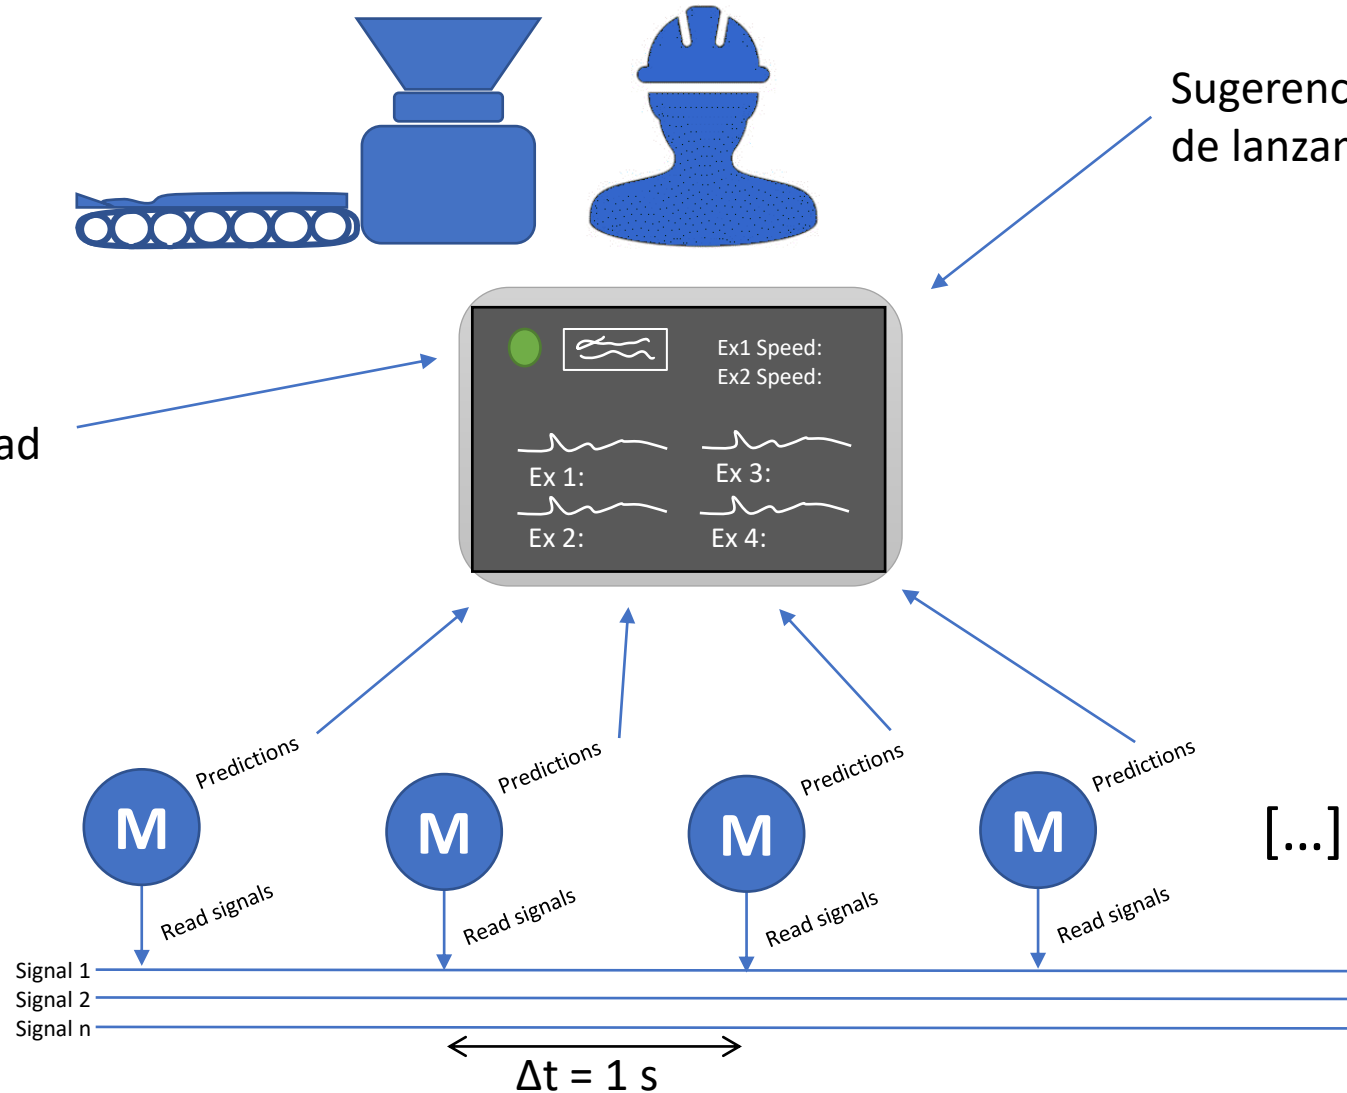 Sugerenc
de lanzar
Ex1 Speed:
Ex2 Speed:
ad
Ex 1:
Ex 3:
Ex 2:
Ex 4:
Predictions
Predictions
Predictions
Predictions
M
M
M
M
[...]
Read signals
Read signals
Read signals
Read signals
Signal 1
Signal 2
Signal n
Δt = 1 s